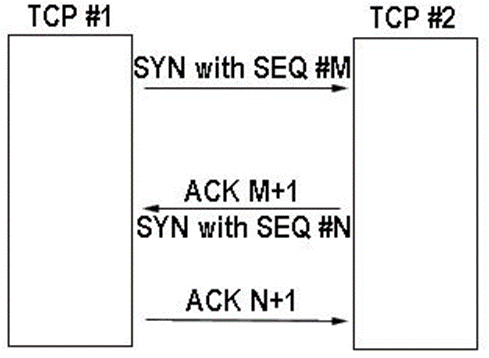 TCP #1
TCP #2
SYN with SEQ #M
ACK M+1
SYN with SEQ #N
ACK N+1